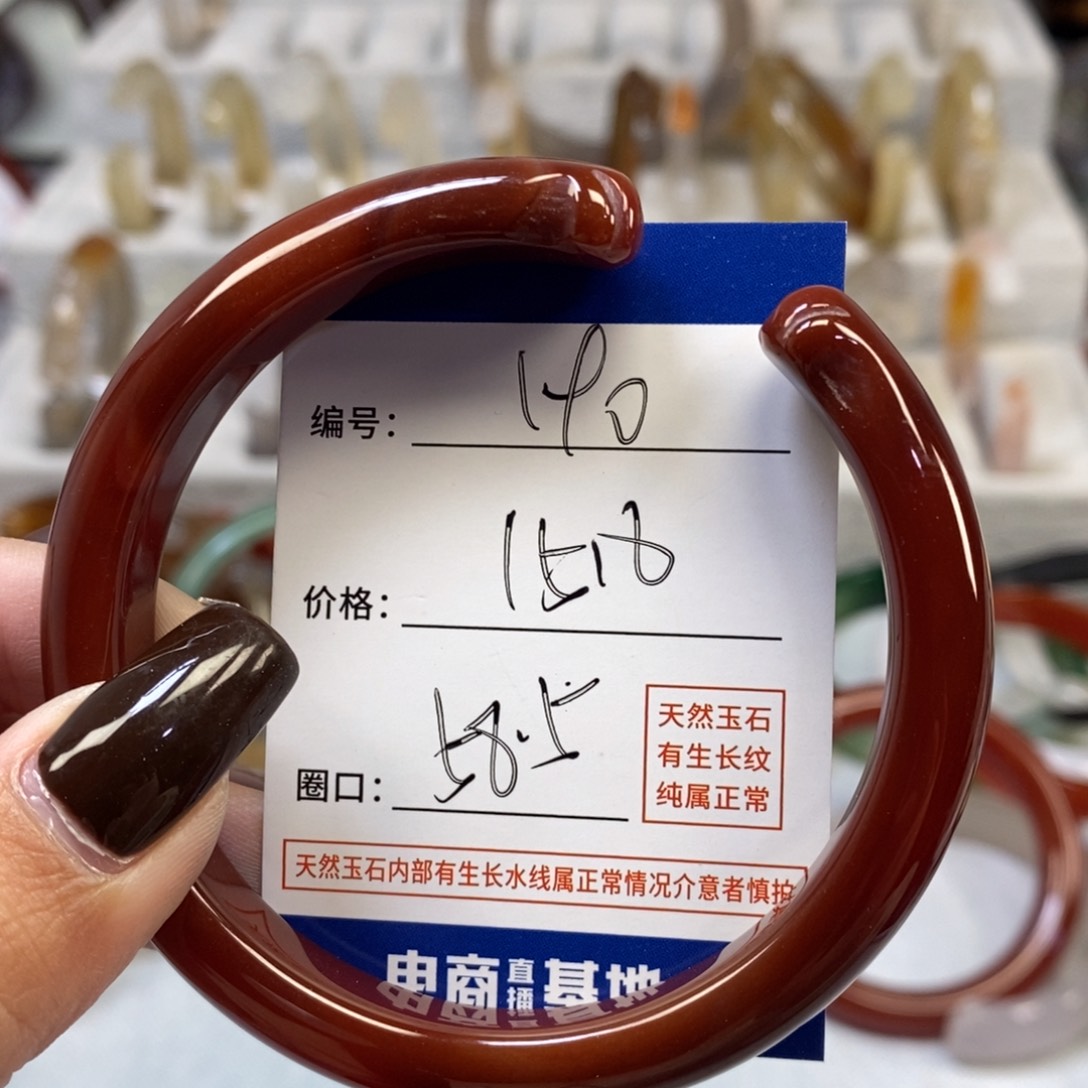 编号： 140
价格： 1518
圈口： 58.5
天然玉石
有生长纹
纯属正常
天然玉石内部有生长水线属正常情况介意者慎拍
电商直播基地